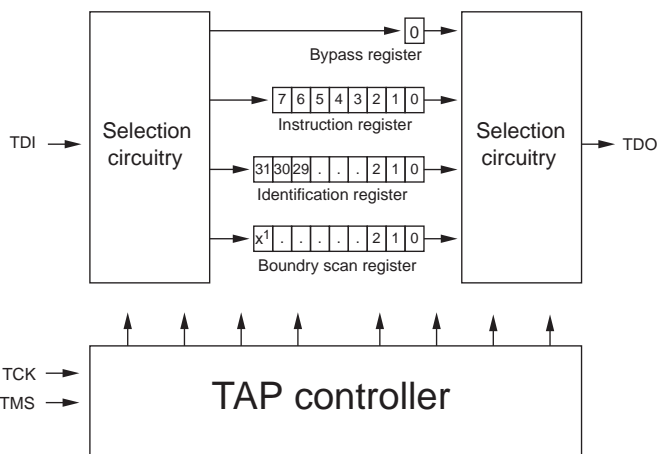 0
Bypass register
7 6 5 4 3 2 1 0
Instruction register
TDI
Selection circuitry
Selection circuitry
TDO
31 30 29 . . . 2 1 0
Identification register
x¹ . . . . . 2 1 0
Boundry scan register
TCK
TMS
TAP controller